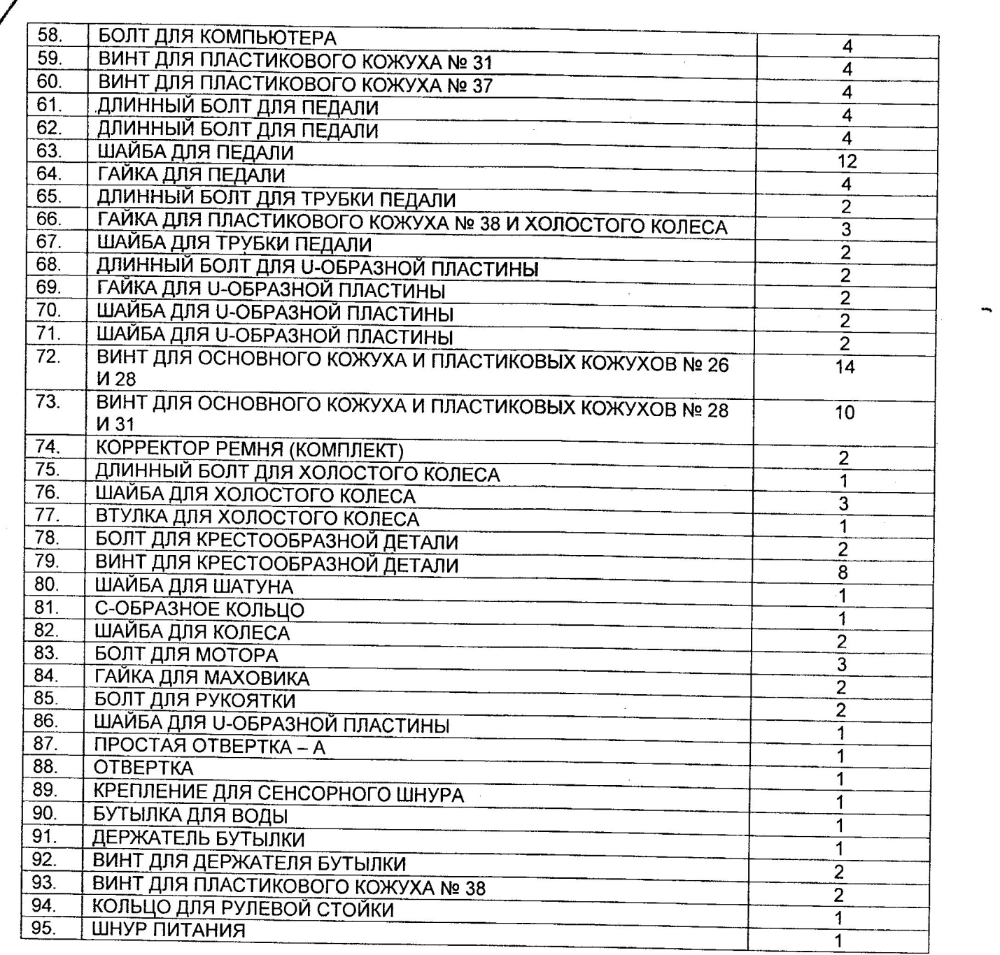 58. БОЛТ ДЛЯ КОМПЬЮТЕРА 4
59. ВИНТ ДЛЯ ПЛАСТИКОВОГО КОЖУХА № 31 4
60. ВИНТ ДЛЯ ПЛАСТИКОВОГО КОЖУХА № 37 4
61. ДЛИННЫЙ БОЛТ ДЛЯ ПЕДАЛИ 4
62. ДЛИННЫЙ БОЛТ ДЛЯ ПЕДАЛИ 4
63. ШАЙБА ДЛЯ ПЕДАЛИ 12
64. ГАЙКА ДЛЯ ПЕДАЛИ 4
65. ДЛИННЫЙ БОЛТ ДЛЯ ТРУБКИ ПЕДАЛИ 2
66. ГАЙКА ДЛЯ ПЛАСТИКОВОГО КОЖУХА № 38 И ХОЛОСТОГО КОЛЕСА 3
67. ШАЙБА ДЛЯ ТРУБКИ ПЕДАЛИ 2
68. ДЛИННЫЙ БОЛТ ДЛЯ U-ОБРАЗНОЙ ПЛАСТИНЫ 2
69. ГАЙКА ДЛЯ U-ОБРАЗНОЙ ПЛАСТИНЫ 2
70. ШАЙБА ДЛЯ U-ОБРАЗНОЙ ПЛАСТИНЫ 2
71. ШАЙБА ДЛЯ U-ОБРАЗНОЙ ПЛАСТИНЫ 2
72. ВИНТ ДЛЯ ОСНОВНОГО КОЖУХА И ПЛАСТИКОВЫХ КОЖУХОВ № 26 14
И 28
73. ВИНТ ДЛЯ ОСНОВНОГО КОЖУХА И ПЛАСТИКОВЫХ КОЖУХОВ № 28 10
И 31
74. КОРРЕКТОР РЕМНЯ (КОМПЛЕКТ) 2
75. ДЛИННЫЙ БОЛТ ДЛЯ ХОЛОСТОГО КОЛЕСА 1
76. ШАЙБА ДЛЯ ХОЛОСТОГО КОЛЕСА 3
77. ВТУЛКА ДЛЯ ХОЛОСТОГО КОЛЕСА 1
78. БОЛТ ДЛЯ КРЕСТООБРАЗНОЙ ДЕТАЛИ 2
79. ВИНТ ДЛЯ КРЕСТООБРАЗНОЙ ДЕТАЛИ 8
80. ШАЙБА ДЛЯ ШАТУНА 1
81. С-ОБРАЗНОЕ КОЛЬЦО 1
82. ШАЙБА ДЛЯ КОЛЕСА 2
83. БОЛТ ДЛЯ МОТОРА 3
84. ГАЙКА ДЛЯ МАХОВИКА 2
85. БОЛТ ДЛЯ РУКОЯТКИ 2
86. ШАЙБА ДЛЯ U-ОБРАЗНОЙ ПЛАСТИНЫ 1
87. ПРОСТАЯ ОТВЕРТКА – А 1
88. ОТВЕРТКА 1
89. КРЕПЛЕНИЕ ДЛЯ СЕНСОРНОГО ШНУРА 1
90. БУТЫЛКА ДЛЯ ВОДЫ 1
91. ДЕРЖАТЕЛЬ БУТЫЛКИ 1
92. ВИНТ ДЛЯ ДЕРЖАТЕЛЯ БУТЫЛКИ 2
93. ВИНТ ДЛЯ ПЛАСТИКОВОГО КОЖУХА № 38 2
94. КОЛЬЦО ДЛЯ РУЛЕВОЙ СТОЙКИ 1
95. ШНУР ПИТАНИЯ 1